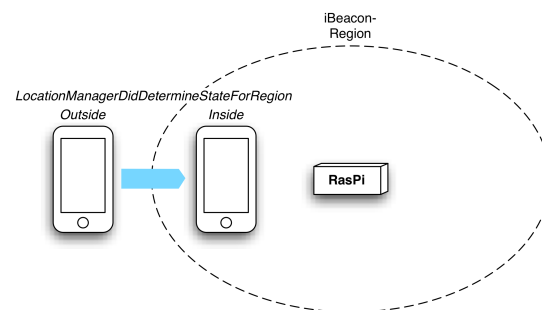 iBeacon-
Region
LocationManagerDidDetermineStateForRegion
Outside
Inside
RasPi